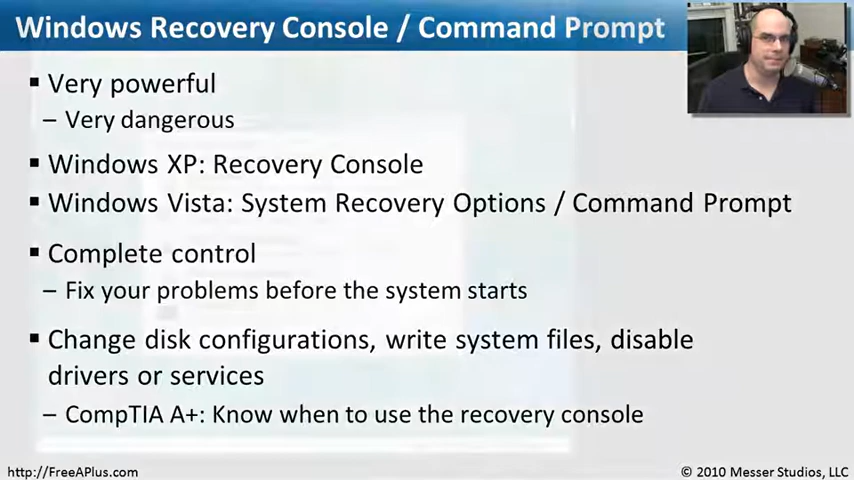 Windows Recovery Console / Command Prompt
▪ Very powerful
– Very dangerous
▪ Windows XP: Recovery Console
▪ Windows Vista: System Recovery Options / Command Prompt
▪ Complete control
– Fix your problems before the system starts
▪ Change disk configurations, write system files, disable
drivers or services
– CompTIA A+: Know when to use the recovery console
http://FreeAPlus.com
© 2010 Messer Studios, LLC